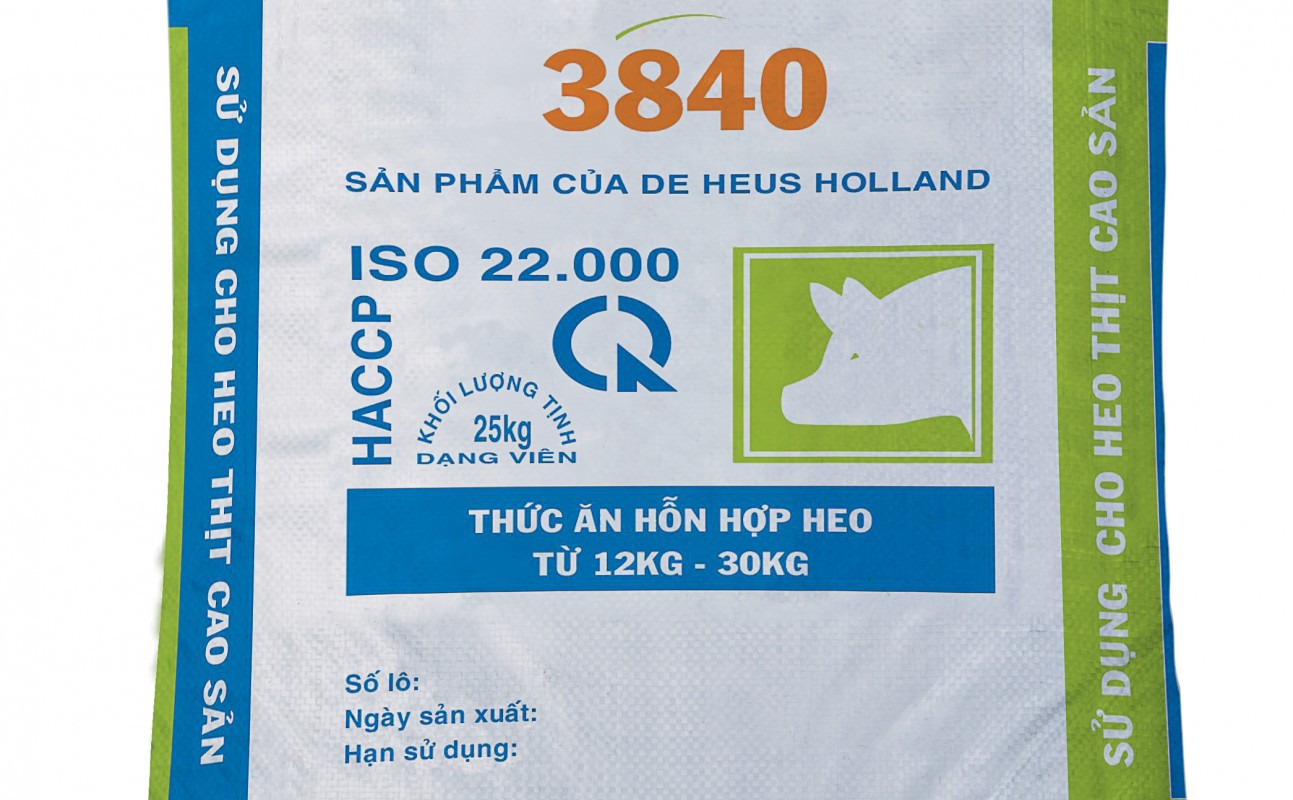 3840
SẢN PHẨM CỦA DE HEUS HOLLAND
ISO 22.000
HACCP
KHỐI LƯỢNG TỊNH
25kg
DẠNG VIÊN
THỨC ĂN HỖN HỢP HEO
TỪ 12KG - 30KG
Số lô:
Ngày sản xuất:
Hạn sử dụng:
SỬ DỤNG CHO HEO THỊT CAO SẢN
SỬ DỤNG CHO HEO THỊT CAO SẢN